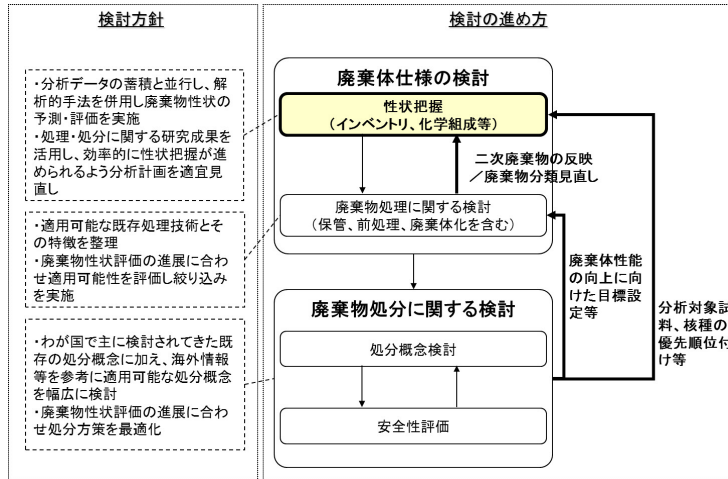 検討方針
・分析データの蓄積と並行し、解
析的手法を併用し廃棄物性状の
予測・評価を実施
・処理・処分に関する研究成果を
活用し、効率的に性状把握が進
められるよう分析計画を適宜見
直し
・適用可能な既存処理技術とそ
の特徴を整理
・廃棄物性状評価の進展に合わ
せ適用可能性を評価し絞り込み
を実施
・わが国で主に検討されてきた既
存の処分概念に加え、海外情報
等を参考に適用可能な処分概念
を幅広に検討
・廃棄物性状評価の進展に合わ
せ処分方策を最適化
検討の進め方
廃棄体仕様の検討
性状把握
（インベントリ、化学組成等）
二次廃棄物の反映
／廃棄物分類見直し
廃棄物処理に関する検討
（保管、前処理、廃棄体化を含む）
廃棄物処分に関する検討
処分概念検討
安全性評価
廃棄体性能
の向上に向
けた目標設
定等
分析対象試
料、核種の
優先順位付
け等